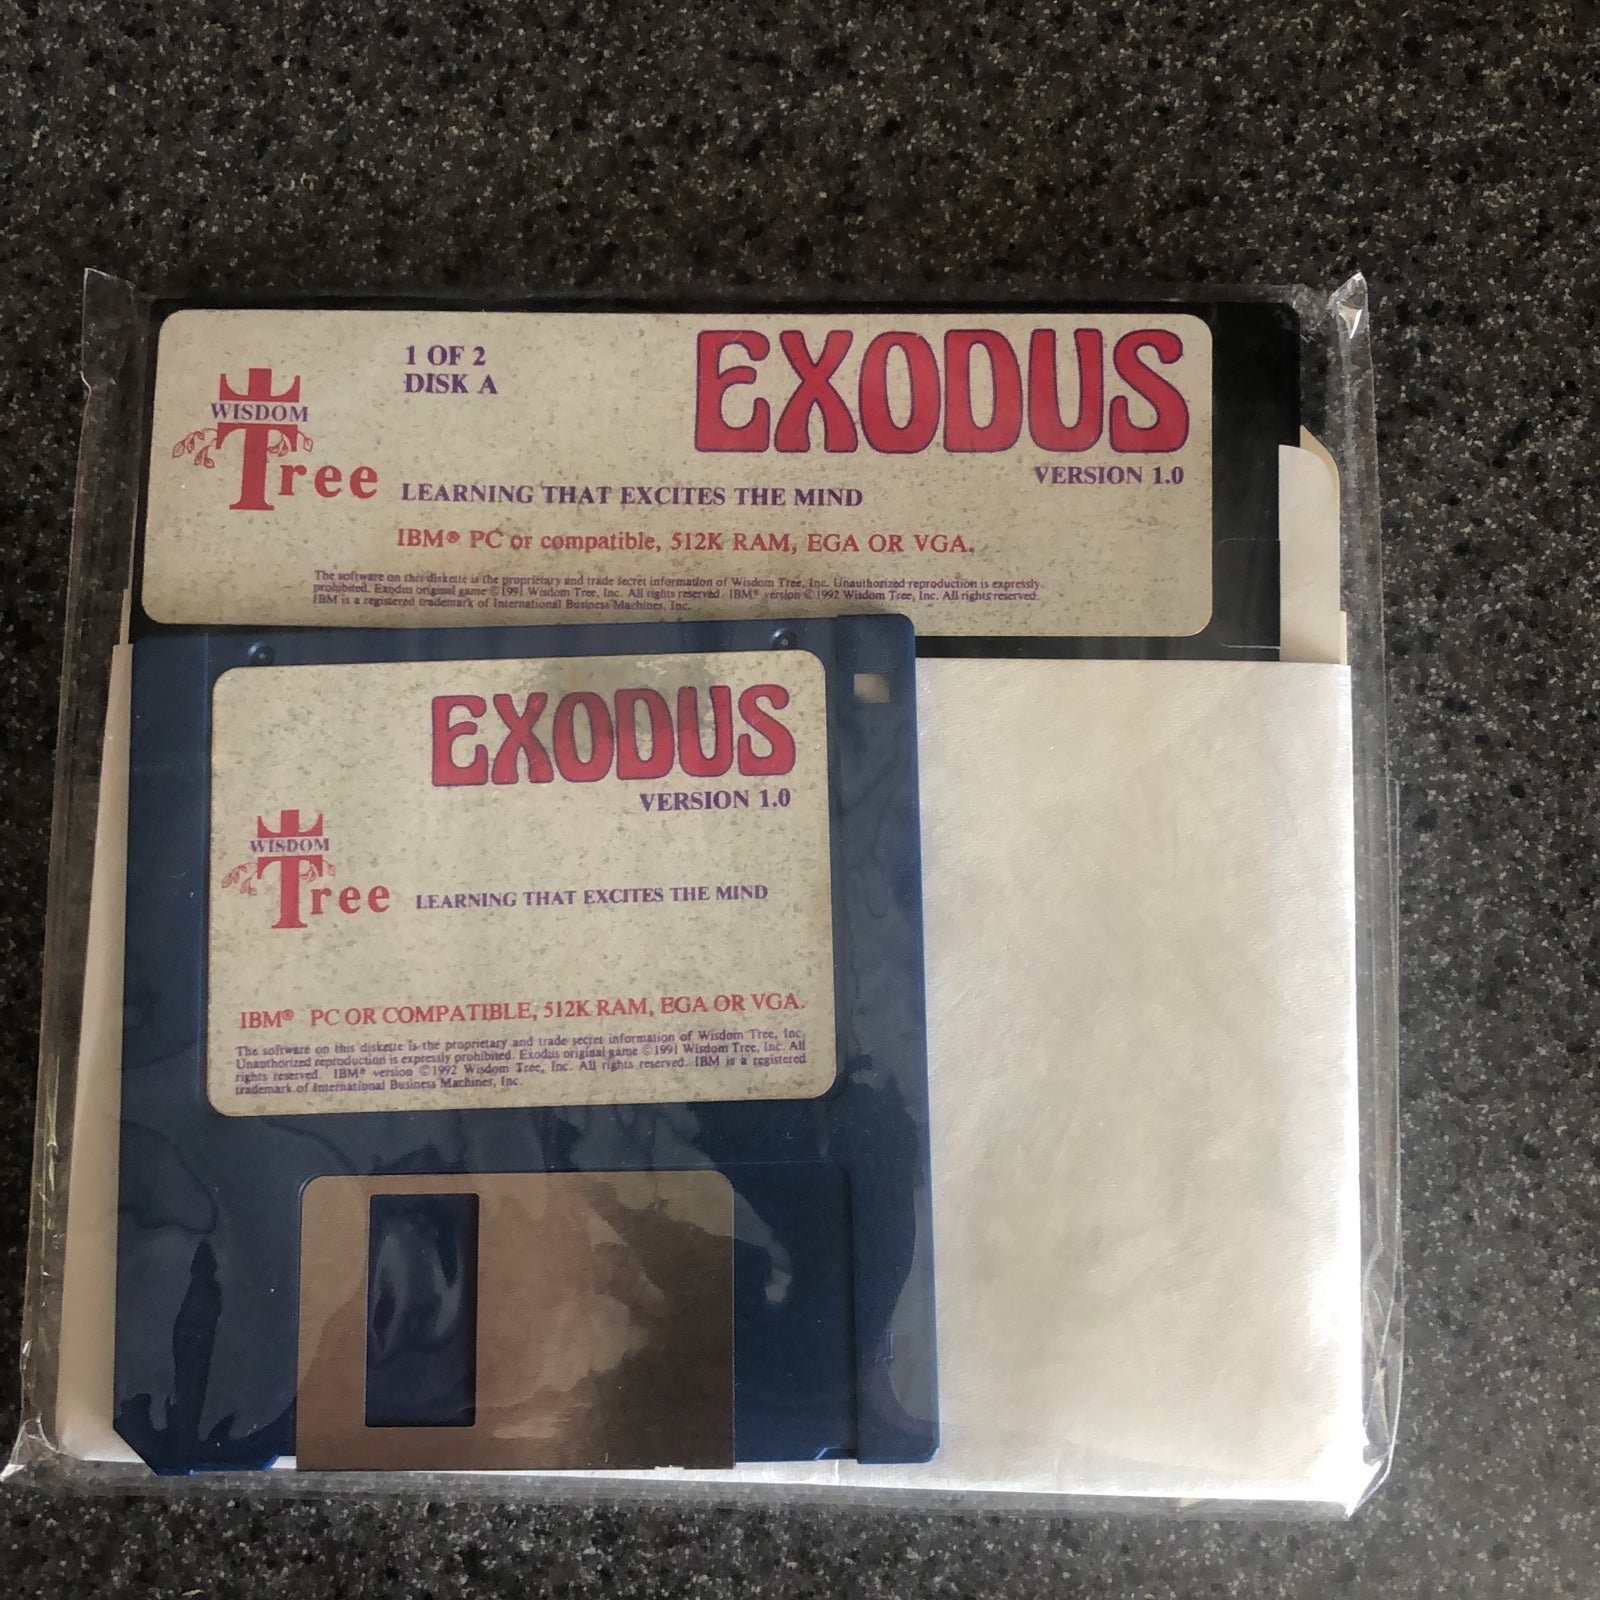 1 OF 2
DISK A
EXODUS
VERSION 1.0
WISDOM
Tree
LEARNING THAT EXCITES THE MIND
IBM® PC or compatible, 512K RAM, EGA OR VGA.
The software on this diskette is the proprietary and trade secret information of Wisdom Tree, Inc. Unauthorized reproduction is expressly
prohibited. Exodus original game ©1991 Wisdom Tree, Inc. All rights reserved. IBM® version ©1992 Wisdom Tree, Inc. All rights reserved.
IBM is a registered trademark of International Business Machines, Inc.
EXODUS
VERSION 1.0
WISDOM
Tree
LEARNING THAT EXCITES THE MIND
IBM® PC OR COMPATIBLE, 512K RAM, EGA OR VGA.
The software on this diskette is the proprietary and trade secret information of Wisdom Tree, Inc.
Unauthorized reproduction is expressly prohibited. Exodus original game ©1991 Wisdom Tree, Inc. All
rights reserved. IBM® version ©1992 Wisdom Tree, Inc. All rights reserved. IBM is a registered
trademark of International Business Machines, Inc.